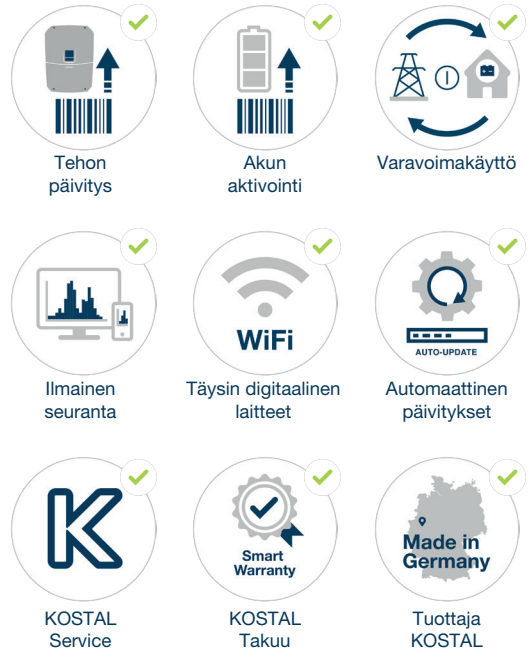 Tehon
päivitys
Akun
aktivointi
Varavoimakäyttö
WiFi
AUTO-UPDATE
Ilmainen
seuranta
Täysin digitaalinen
laitteet
Automaattinen
päivitykset
K
Smart
Warranty
Made in
Germany
KOSTAL
Service
KOSTAL
Takuu
Tuottaja
KOSTAL